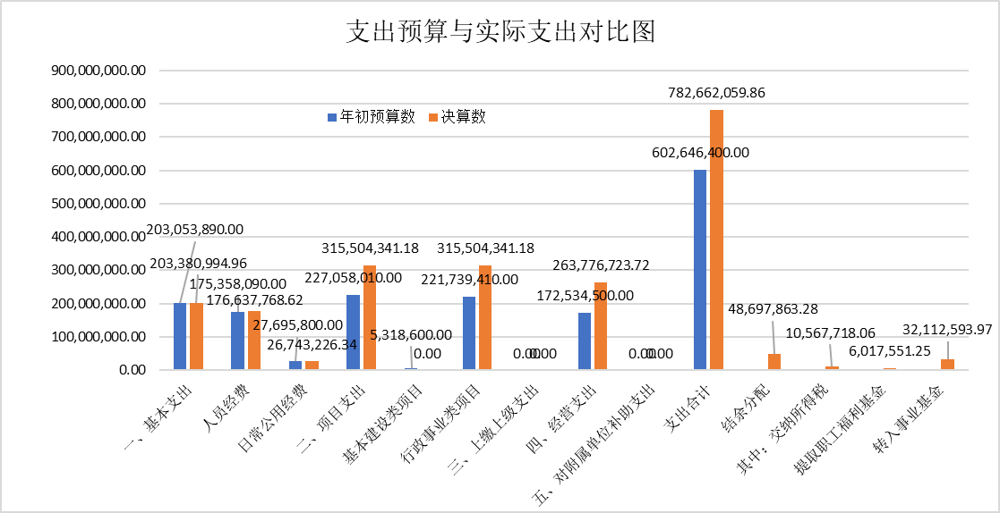 支出预算与实际支出对比图
900,000,000.00
800,000,000.00
700,000,000.00
600,000,000.00
500,000,000.00
400,000,000.00
300,000,000.00
200,000,000.00
100,000,000.00
0.00
年初预算数 决算数
203,053,890.00
203,380,994.96
175,358,090.00
176,637,768.62
27,695,800.00
26,743,226.34
227,058,010.00
315,504,341.18
5,318,600.00
0.00
221,739,410.00
315,504,341.18
0.00
0.00
172,534,500.00
263,776,723.72
0.00
0.00
602,646,400.00
782,662,059.86
48,697,863.28
10,567,718.06
6,017,551.25
32,112,593.97
一、基本支出
人员经费
日常公用经费
二、项目支出
基本建设类项目
行政事业类项目
三、上缴上级支出
四、经营支出
五、对附属单位补助支出
支出合计
结余分配
其中：交纳所得税
提取职工福利基金
转入事业基金